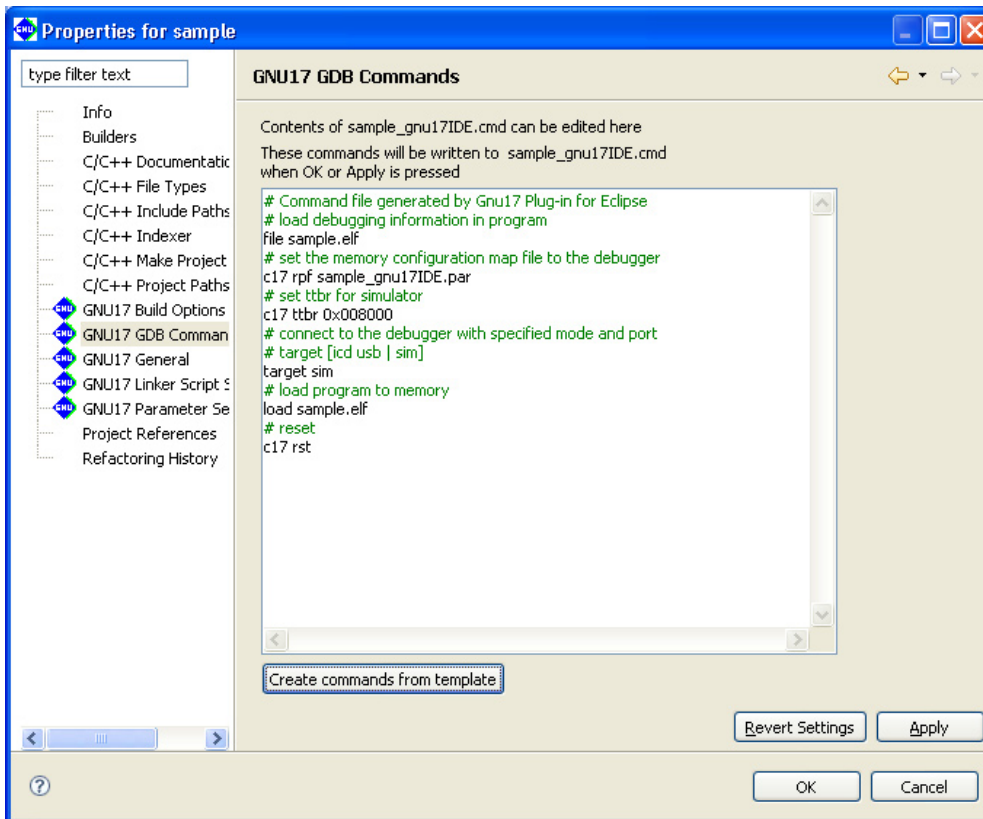 Properties for sample
type filter text
Info
Builders
C/C++ Documentatic
C/C++ File Types
C/C++ Include Paths
C/C++ Indexer
C/C++ Make Project
C/C++ Project Paths
GNU17 Build Options
GNU17 GDB Comman
GNU17 General
GNU17 Linker Script S
GNU17 Parameter Se
Project References
Refactoring History
GNU17 GDB Commands
Contents of sample_gnu17IDE.cmd can be edited here
These commands will be written to sample_gnu17IDE.cmd
when OK or Apply is pressed
# Command file generated by Gnu17 Plug-in for Eclipse
# load debugging information in program
file sample.elf
# set the memory configuration map file to the debugger
c17 rpf sample_gnu17IDE.par
# set ttbr for simulator
c17 ttbr 0x008000
# connect to the debugger with specified mode and port
# target [icd usb | sim]
target sim
# load program to memory
load sample.elf
# reset
c17 rst
Create commands from template
Revert Settings
Apply
OK
Cancel